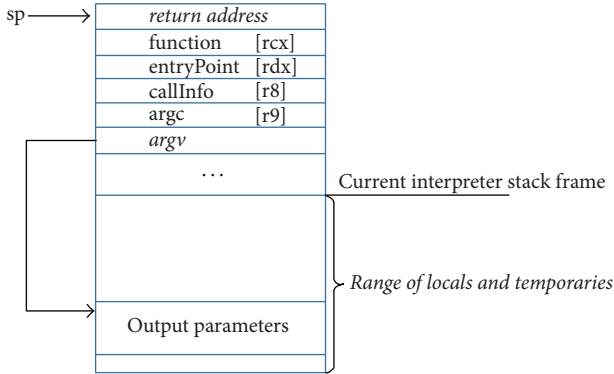 sp
return address
function [rcx]
entryPoint [rdx]
callInfo [r8]
argc [r9]
argv
...
Current interpreter stack frame
Range of locals and temporaries
Output parameters